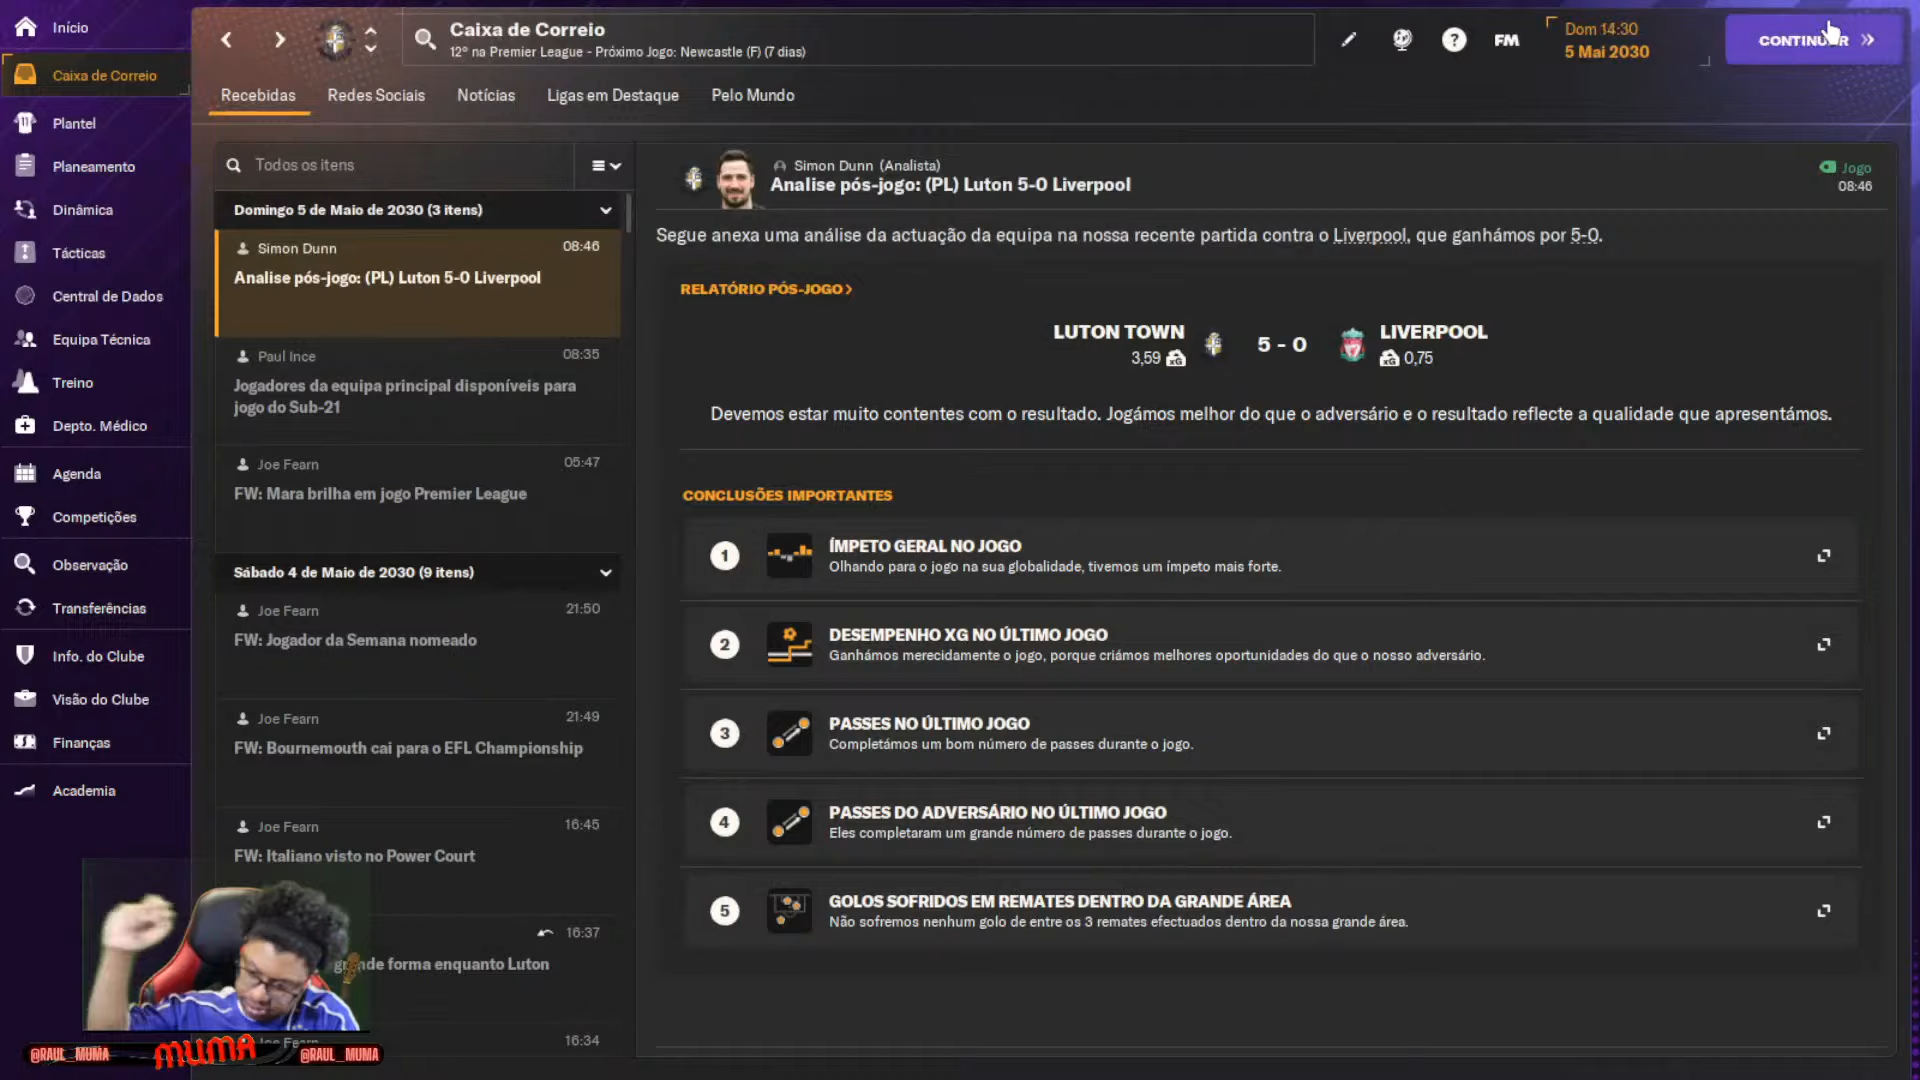 Início
Caixa de Correio
Plantel
Planeamento
Dinâmica
Tácticas
Central de Dados
Equipa Técnica
Treino
Depto. Médico
Agenda
Competições
Observação
Transferências
Info. do Clube
Visão do Clube
Finanças
Academia
Caixa de Correio
12º na Premier League - Próximo Jogo: Newcastle (F) (7 dias)
?
FM
Dom 14:30
5 Mai 2030
CONTINUAR
Recebidas
Redes Sociais
Notícias
Ligas em Destaque
Pelo Mundo
Todos os itens
Domingo 5 de Maio de 2030 (3 itens)
Simon Dunn
08:46
Analise pós-jogo: (PL) Luton 5-0 Liverpool
Paul Ince
08:35
Jogadores da equipa principal disponíveis para
jogo do Sub-21
Joe Fearn
05:47
FW: Mara brilha em jogo Premier League
Sábado 4 de Maio de 2030 (9 itens)
Joe Fearn
21:50
FW: Jogador da Semana nomeado
Joe Fearn
21:49
FW: Bournemouth cai para o EFL Championship
Joe Fearn
16:45
FW: Italiano visto no Power Court
16:37
grande forma enquanto Luton
Joe Fearn
16:34
Simon Dunn (Analista)
Analise pós-jogo: (PL) Luton 5-0 Liverpool
Jogo
08:46
Segue anexa uma análise da actuação da equipa na nossa recente partida contra o Liverpool, que ganhámos por 5-0.
RELATÓRIO PÓS-JOGO
LUTON TOWN
3,59 xG
5 - 0
LIVERPOOL
xG 0,75
Devemos estar muito contentes com o resultado. Jogámos melhor do que o adversário e o resultado reflecte a qualidade que apresentámos.
CONCLUSÕES IMPORTANTES
1
ÍMPETO GERAL NO JOGO
Olhando para o jogo na sua globalidade, tivemos um ímpeto mais forte.
2
DESEMPENHO XG NO ÚLTIMO JOGO
Ganhámos merecidamente o jogo, porque criámos melhores oportunidades do que o nosso adversário.
3
PASSES NO ÚLTIMO JOGO
Completámos um bom número de passes durante o jogo.
4
PASSES DO ADVERSÁRIO NO ÚLTIMO JOGO
Eles completaram um grande número de passes durante o jogo.
5
GOLOS SOFRIDOS EM REMATES DENTRO DA GRANDE ÁREA
Não sofremos nenhum golo de entre os 3 remates efectuados dentro da nossa grande área.
@RAUL_MUMA
MUMA
@RAUL_MUMA